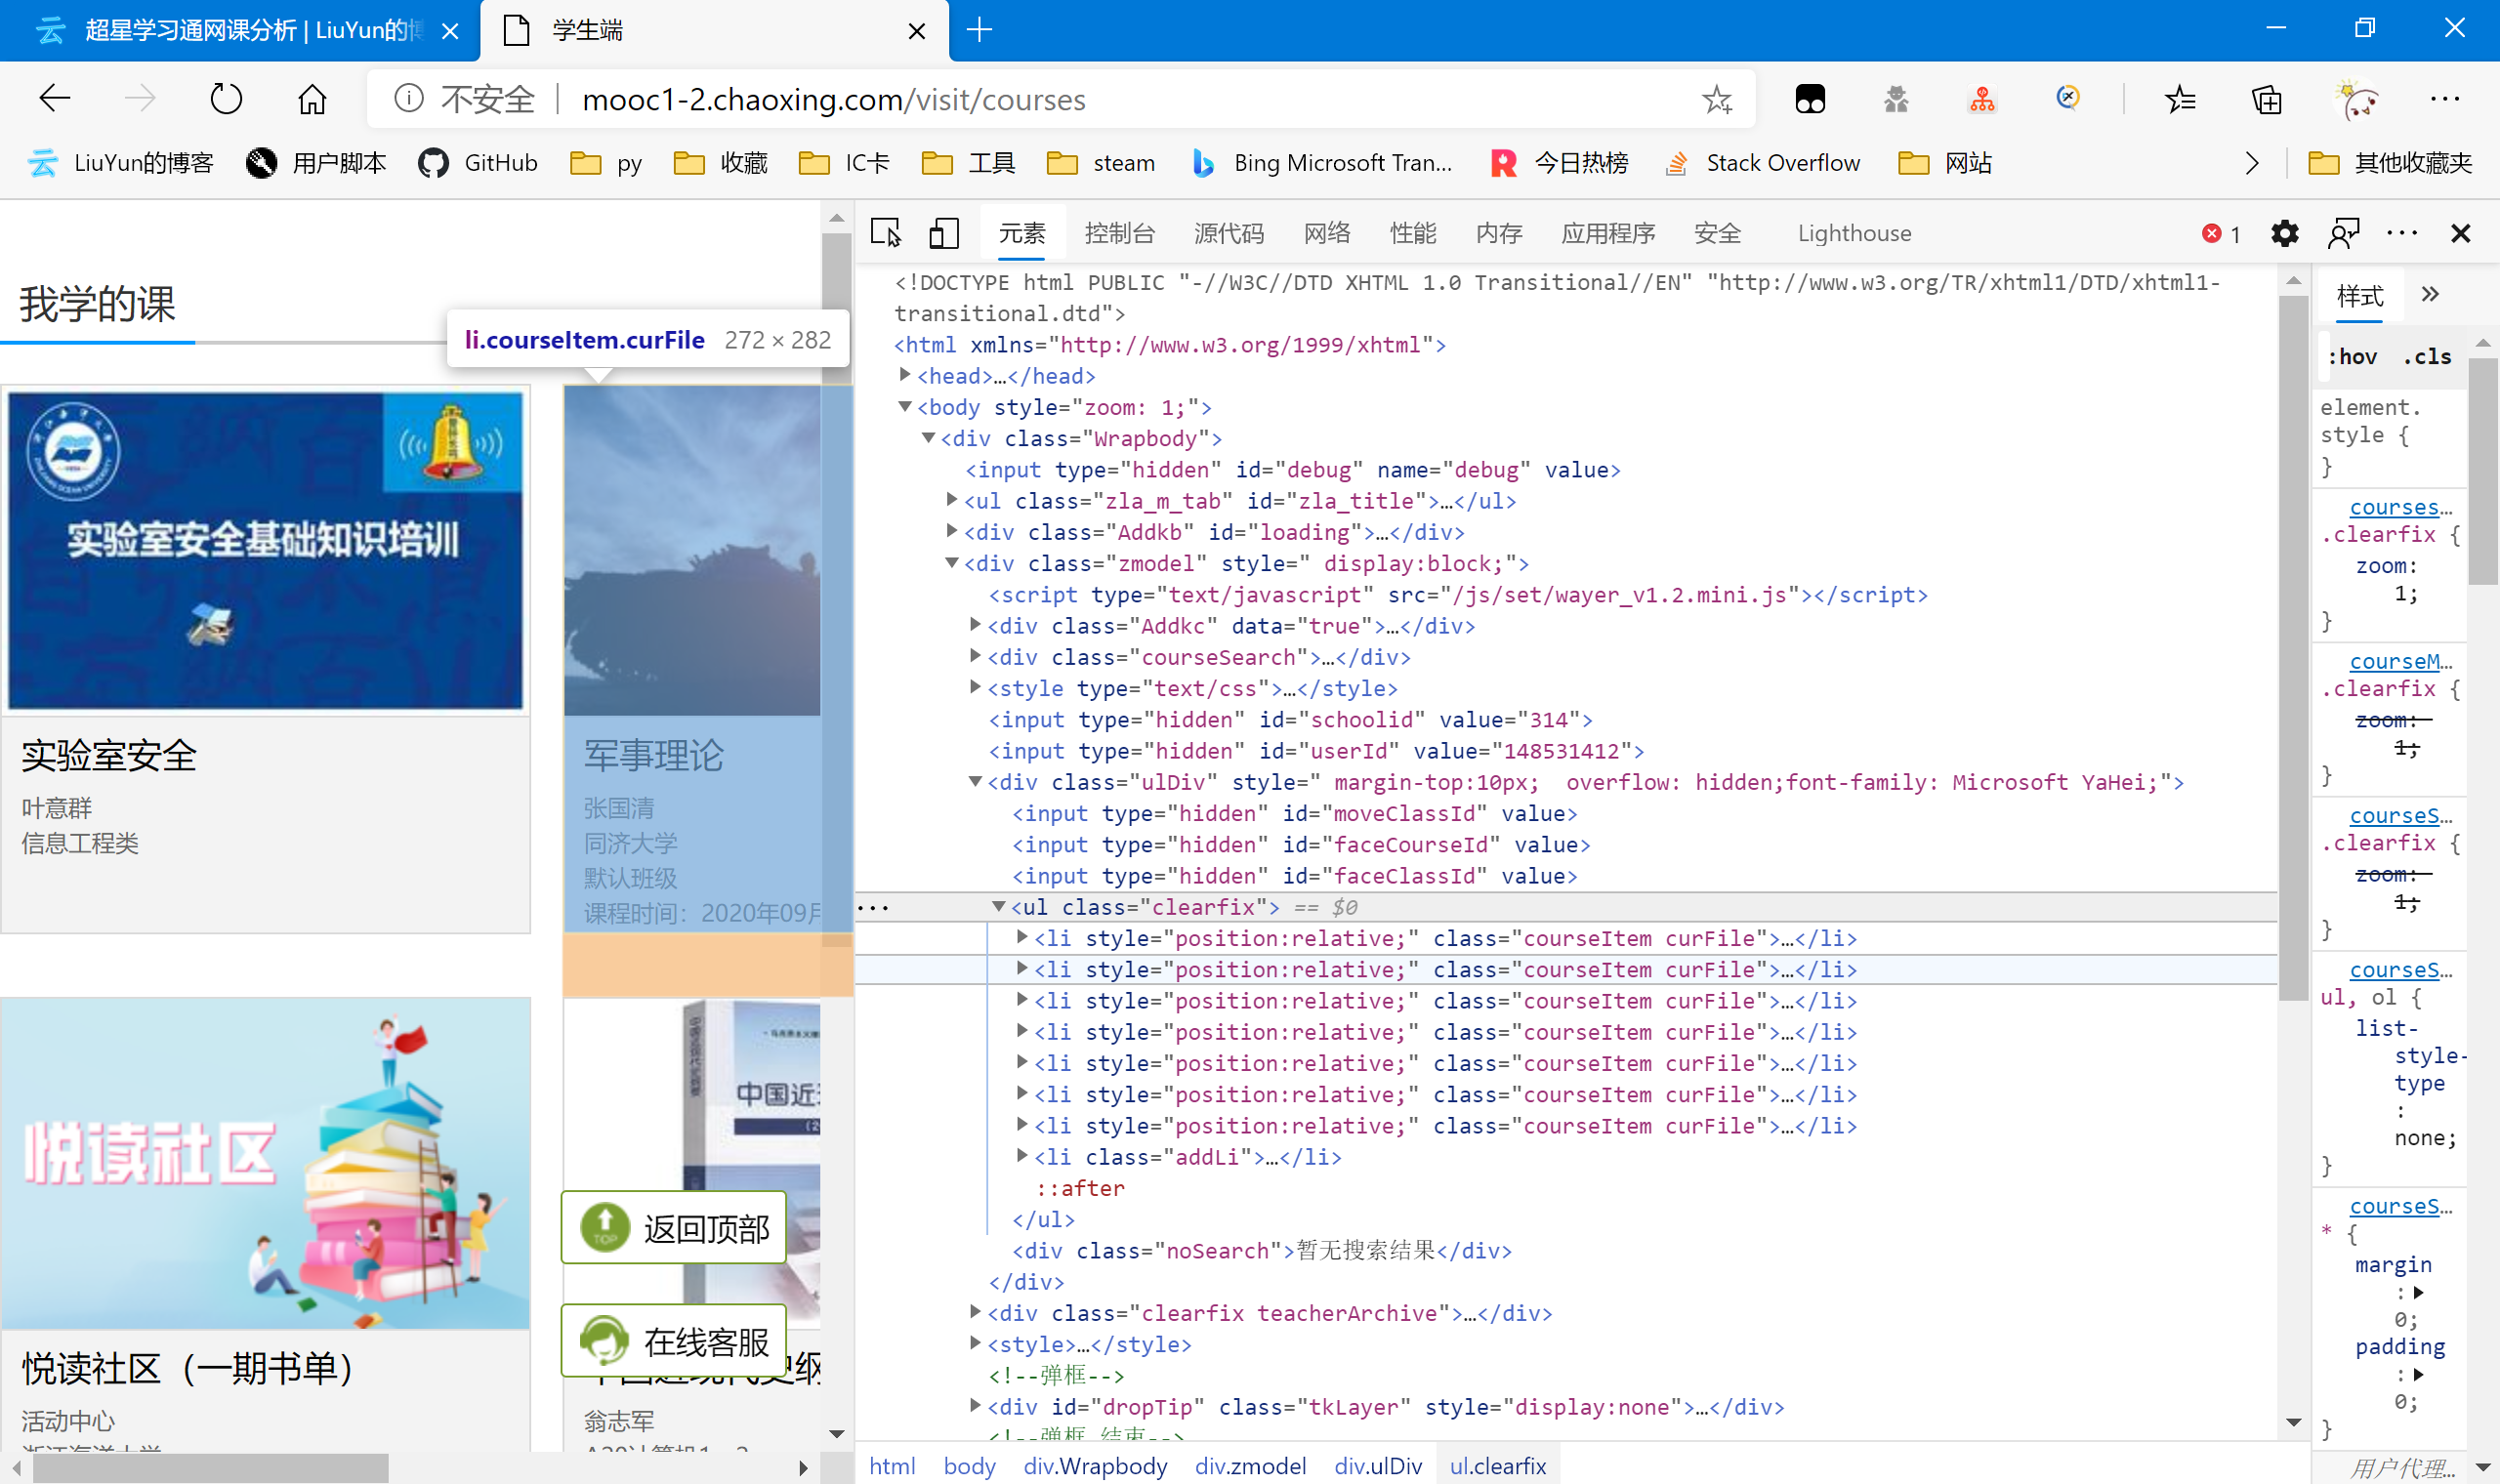 超星学习通网课分析 | LiuYun的博
学生端
不安全
mooc1-2.chaoxing.com/visit/courses
LiuYun的博客
用户脚本
GitHub
py
收藏
IC卡
工具
steam
Bing Microsoft Tran...
今日热榜
Stack Overflow
网站
其他收藏夹
我学的课
li.courseItem.curFile 272 × 282
实验室安全基础知识培训
实验室安全
叶意群
信息工程类
军事理论
张国清
同济大学
默认班级
课程时间：2020年09月
悦读社区
中国近
TOP 返回顶部
在线客服
悦读社区（一期书单）
活动中心
浙江海洋大学
翁志军
元素 控制台 源代码 网络 性能 内存 应用程序 安全 Lighthouse
1
<!DOCTYPE html PUBLIC "-//W3C//DTD XHTML 1.0 Transitional//EN" "http://www.w3.org/TR/xhtml1/DTD/xhtml1-
transitional.dtd">
<html xmlns="http://www.w3.org/1999/xhtml">
<head>…</head>
<body style="zoom: 1;">
<div class="Wrapbody">
<input type="hidden" id="debug" name="debug" value>
<ul class="zla_m_tab" id="zla_title">…</ul>
<div class="Addkb" id="loading">…</div>
<div class="zmodel" style=" display:block;">
<script type="text/javascript" src="/js/set/wayer_v1.2.mini.js"></script>
<div class="Addkc" data="true">…</div>
<div class="courseSearch">…</div>
<style type="text/css">…</style>
<input type="hidden" id="schoolid" value="314">
<input type="hidden" id="userId" value="148531412">
<div class="ulDiv" style=" margin-top:10px;  overflow: hidden;font-family: Microsoft YaHei;">
<input type="hidden" id="moveClassId" value>
<input type="hidden" id="faceCourseId" value>
<input type="hidden" id="faceClassId" value>
... <ul class="clearfix"> == $0
<li style="position:relative;" class="courseItem curFile">…</li>
<li style="position:relative;" class="courseItem curFile">…</li>
<li style="position:relative;" class="courseItem curFile">…</li>
<li style="position:relative;" class="courseItem curFile">…</li>
<li style="position:relative;" class="courseItem curFile">…</li>
<li style="position:relative;" class="courseItem curFile">…</li>
<li style="position:relative;" class="courseItem curFile">…</li>
<li class="addLi">…</li>
::after
</ul>
<div class="noSearch">暂无搜索结果</div>
</div>
<div class="clearfix teacherArchive">…</div>
<style>…</style>
<!--弹框-->
<div id="dropTip" class="tkLayer" style="display:none">…</div>
<!--弹框 结束-->
html body div.Wrapbody div.zmodel div.ulDiv ul.clearfix
样式
:hov .cls
element.
style {
}
courses…
.clearfix {
zoom:
1;
}
courseM…
.clearfix {
zoom:
1;
}
courseS…
.clearfix {
zoom:
1;
}
courseS…
ul, ol {
list-
style-
type
:
none;
}
courseS…
* {
margin
:
0;
padding
:
0;
}
用户代理…